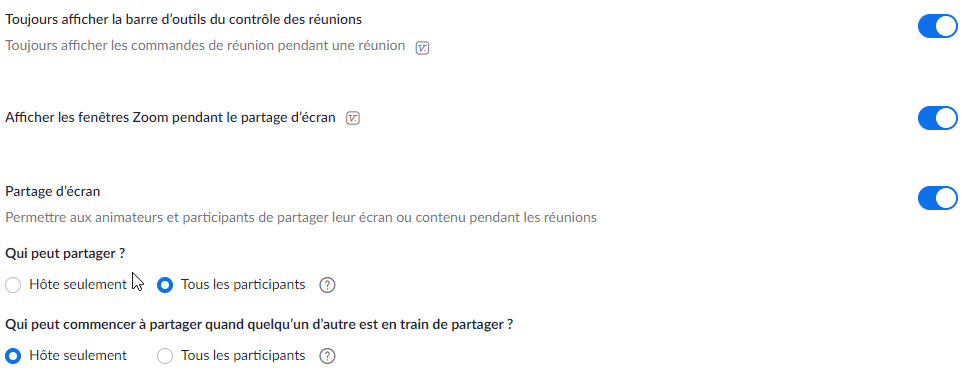 Toujours afficher la barre d’outils du contrôle des réunions
Toujours afficher les commandes de réunion pendant une réunion
Afficher les fenêtres Zoom pendant le partage d’écran
Partage d’écran
Permettre aux animateurs et participants de partager leur écran ou contenu pendant les réunions
Qui peut partager ?
Hôte seulement Tous les participants ?
Qui peut commencer à partager quand quelqu’un d’autre est en train de partager ?
Hôte seulement Tous les participants ?